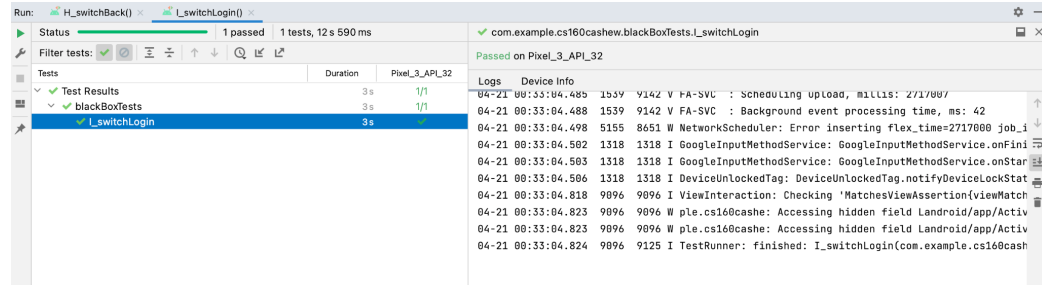 Run: H_switchBack() × I_switchLogin() ×
Status 1 passed 1 tests, 12 s 590 ms
Filter tests:
Tests Duration Pixel_3_API_32
Test Results 3 s 1/1
blackBoxTests 3 s 1/1
I_switchLogin 3 s
com.example.cs160cashew.blackBoxTests.I_switchLogin
Passed on Pixel_3_API_32
Logs Device Info
04-21 00:33:04.485 1539 9142 V FA-SVC : Scheduling upload, millis: 2717007
04-21 00:33:04.488 1539 9142 V FA-SVC : Background event processing time, ms: 42
04-21 00:33:04.498 5155 8651 W NetworkScheduler: Error inserting flex_time=2717000 job_i
04-21 00:33:04.502 1318 1318 I GoogleInputMethodService: GoogleInputMethodService.onFini
04-21 00:33:04.503 1318 1318 I GoogleInputMethodService: GoogleInputMethodService.onStar
04-21 00:33:04.506 1318 1318 I DeviceUnlockedTag: DeviceUnlockedTag.notifyDeviceLockStat
04-21 00:33:04.818 9096 9096 I ViewInteraction: Checking 'MatchesViewAssertion{viewMatch
04-21 00:33:04.823 9096 9096 W ple.cs160cashe: Accessing hidden field Landroid/app/Activ
04-21 00:33:04.823 9096 9096 W ple.cs160cashe: Accessing hidden field Landroid/app/Activ
04-21 00:33:04.824 9096 9125 I TestRunner: finished: I_switchLogin(com.example.cs160cash